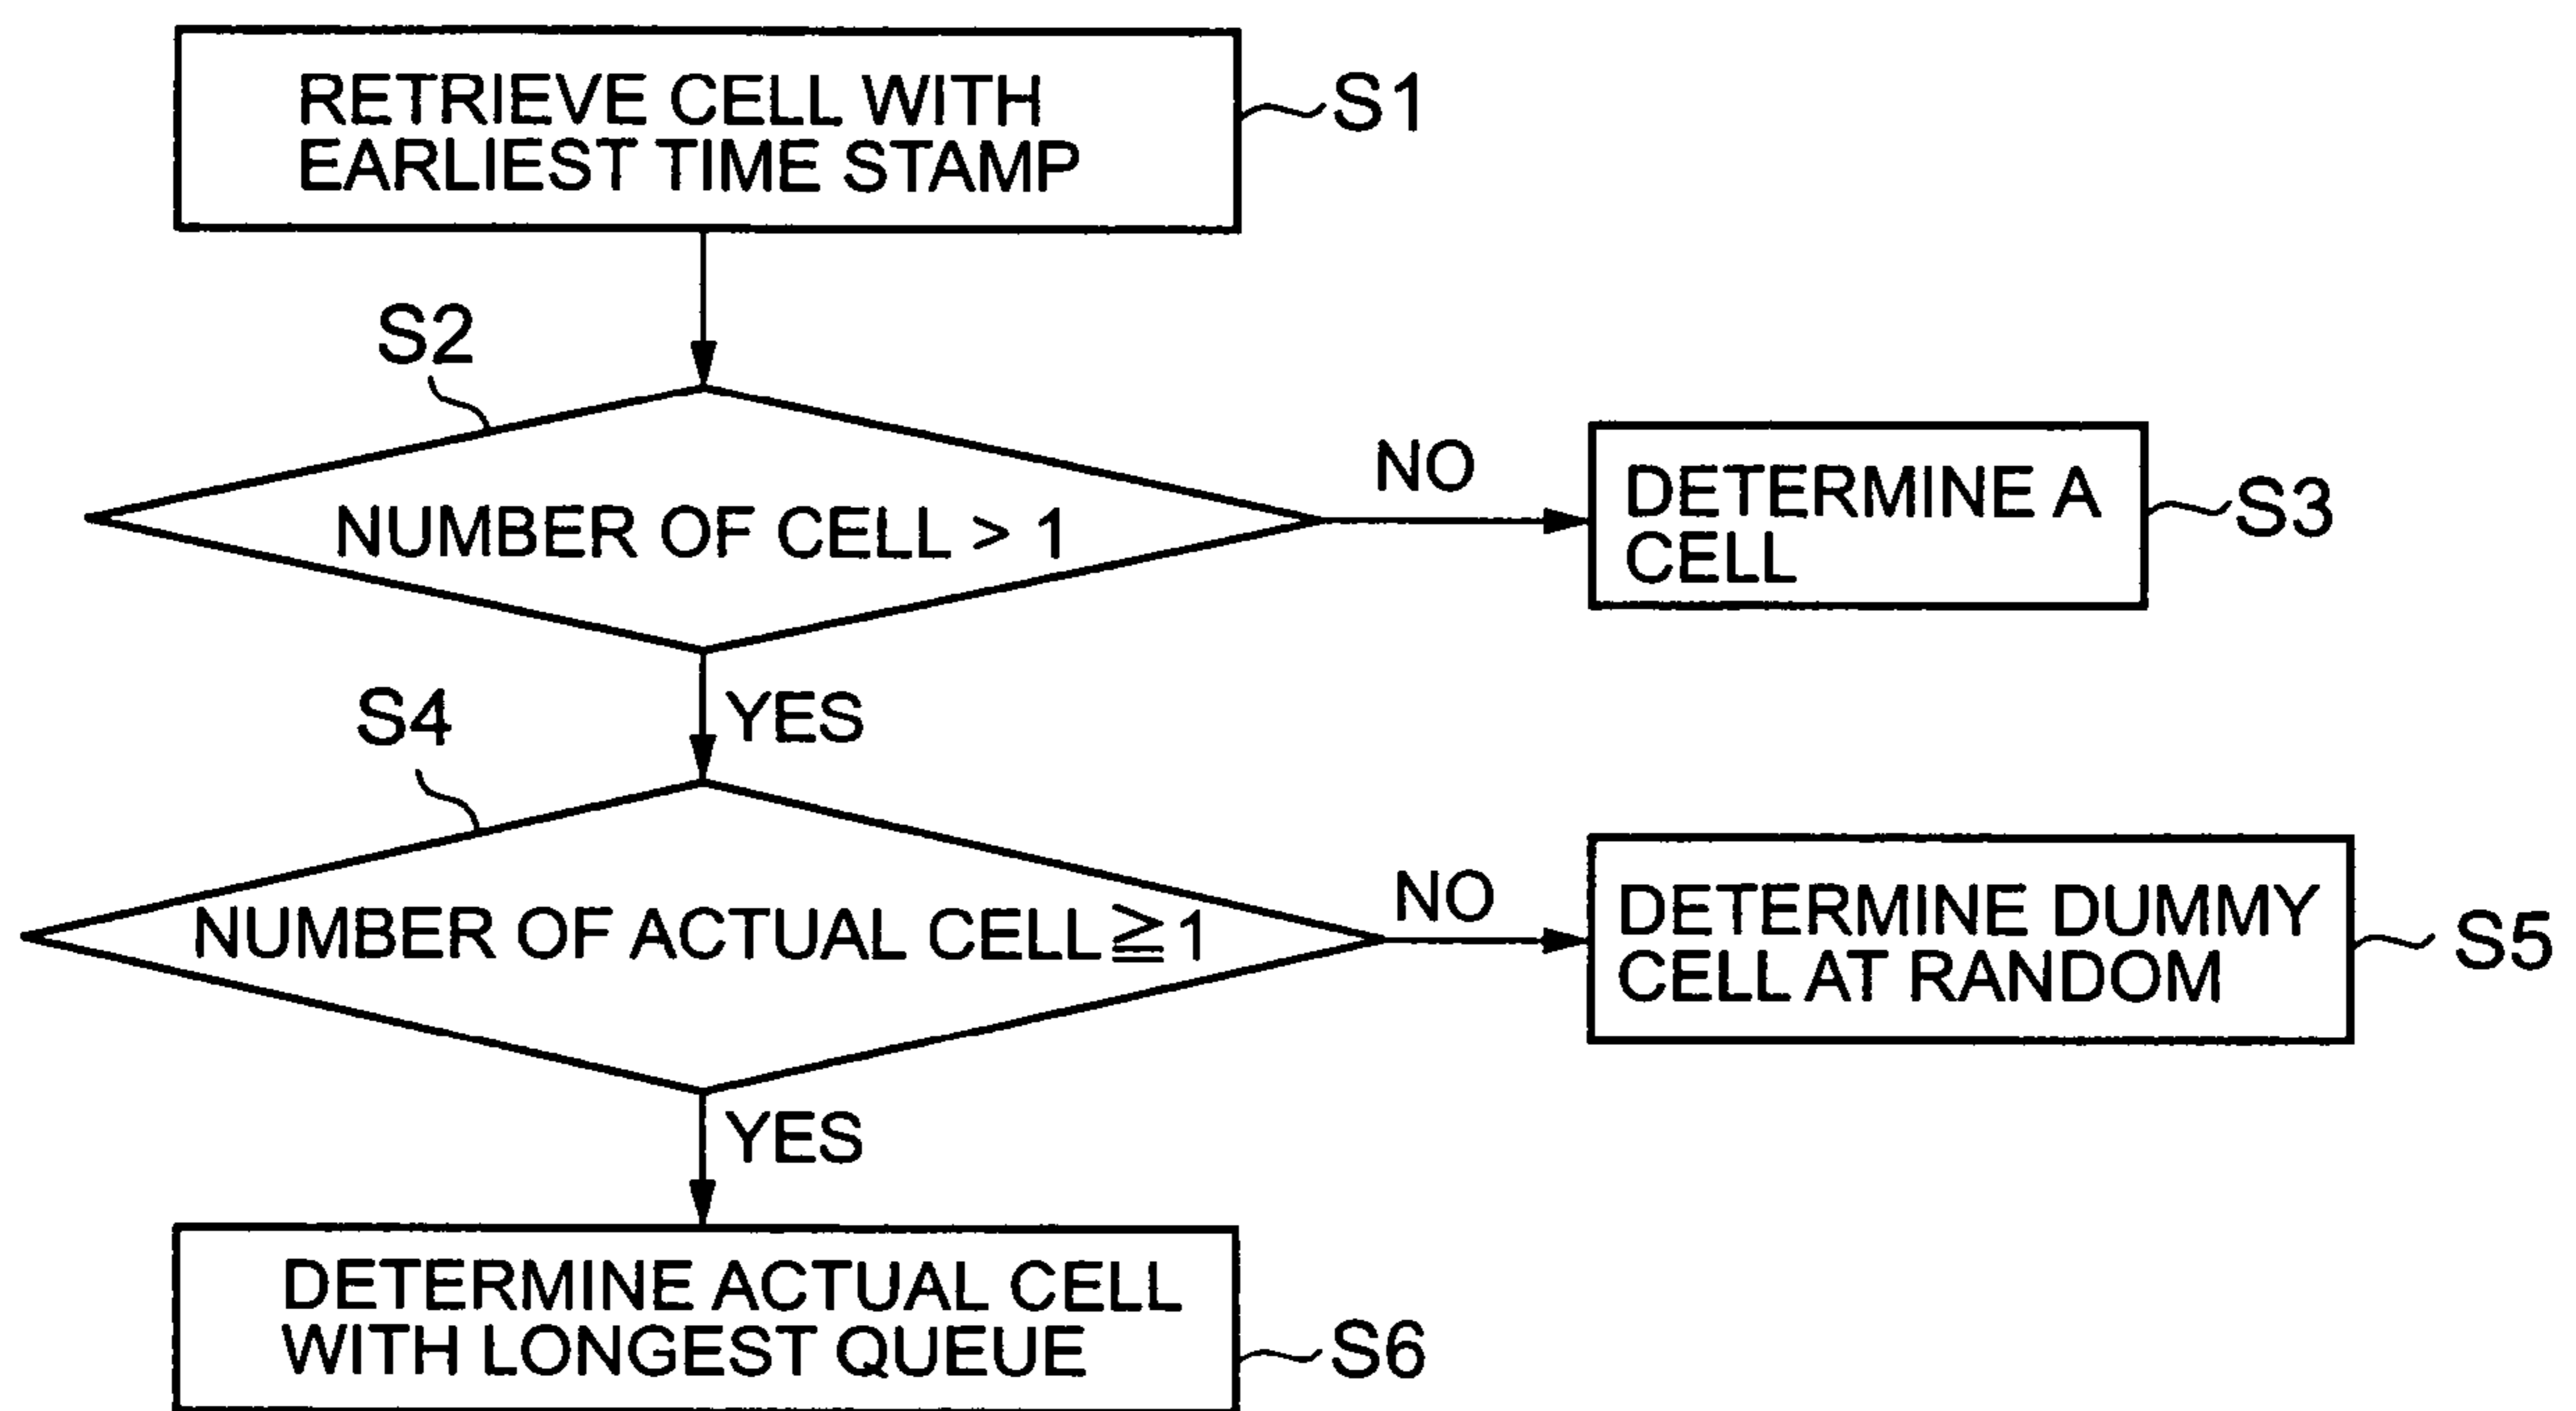 RETRIEVE CELL WITH
EARLIEST TIME STAMP
S1
S2
NUMBER OF CELL > 1
NO
DETERMINE A
CELL
S3
YES
S4
NUMBER OF ACTUAL CELL ≧ 1
NO
DETERMINE DUMMY
CELL AT RANDOM
S5
YES
DETERMINE ACTUAL CELL
WITH LONGEST QUEUE
S6